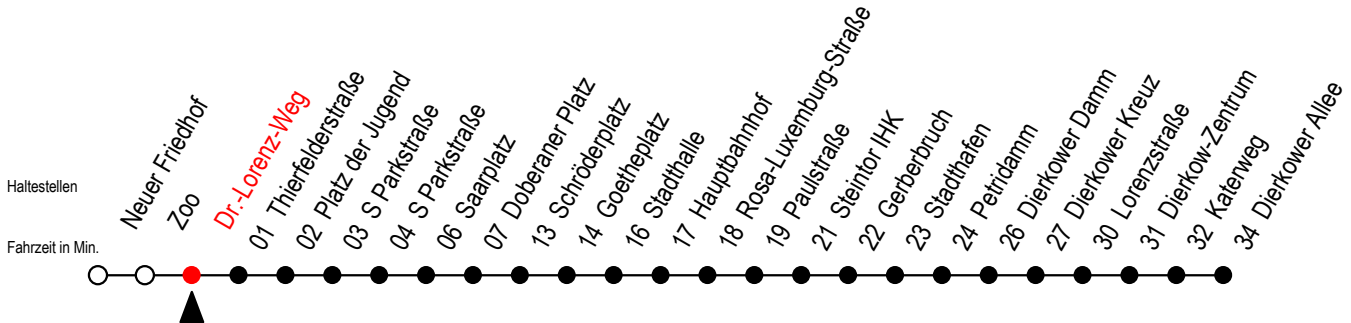 Haltestellen
Fahrzeit in Min.
Neuer Friedhof
Zoo
Dr.-Lorenz-Weg
01 Thierfelderstraße
02 Platz der Jugend
03 S Parkstraße
04 S Parkstraße
06 Saarplatz
07 Doberaner Platz
13 Schröderplatz
14 Goetheplatz
16 Stadthalle
17 Hauptbahnhof
18 Rosa-Luxemburg-Straße
19 Paulstraße
21 Steintor IHK
22 Gerberbruch
23 Stadthafen
24 Petridamm
26 Dierkower Damm
27 Dierkower Kreuz
30 Lorenzstraße
31 Dierkow-Zentrum
32 Katerweg
34 Dierkower Allee